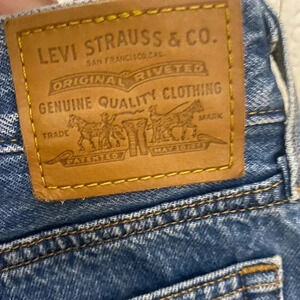 LEVI STRAUSS & CO.
SAN FRANCISCO, CAL.
ORIGINAL RIVETED
GENUINE QUALITY CLOTHING
TRADE MARK
PATENTED MAY 20 1873